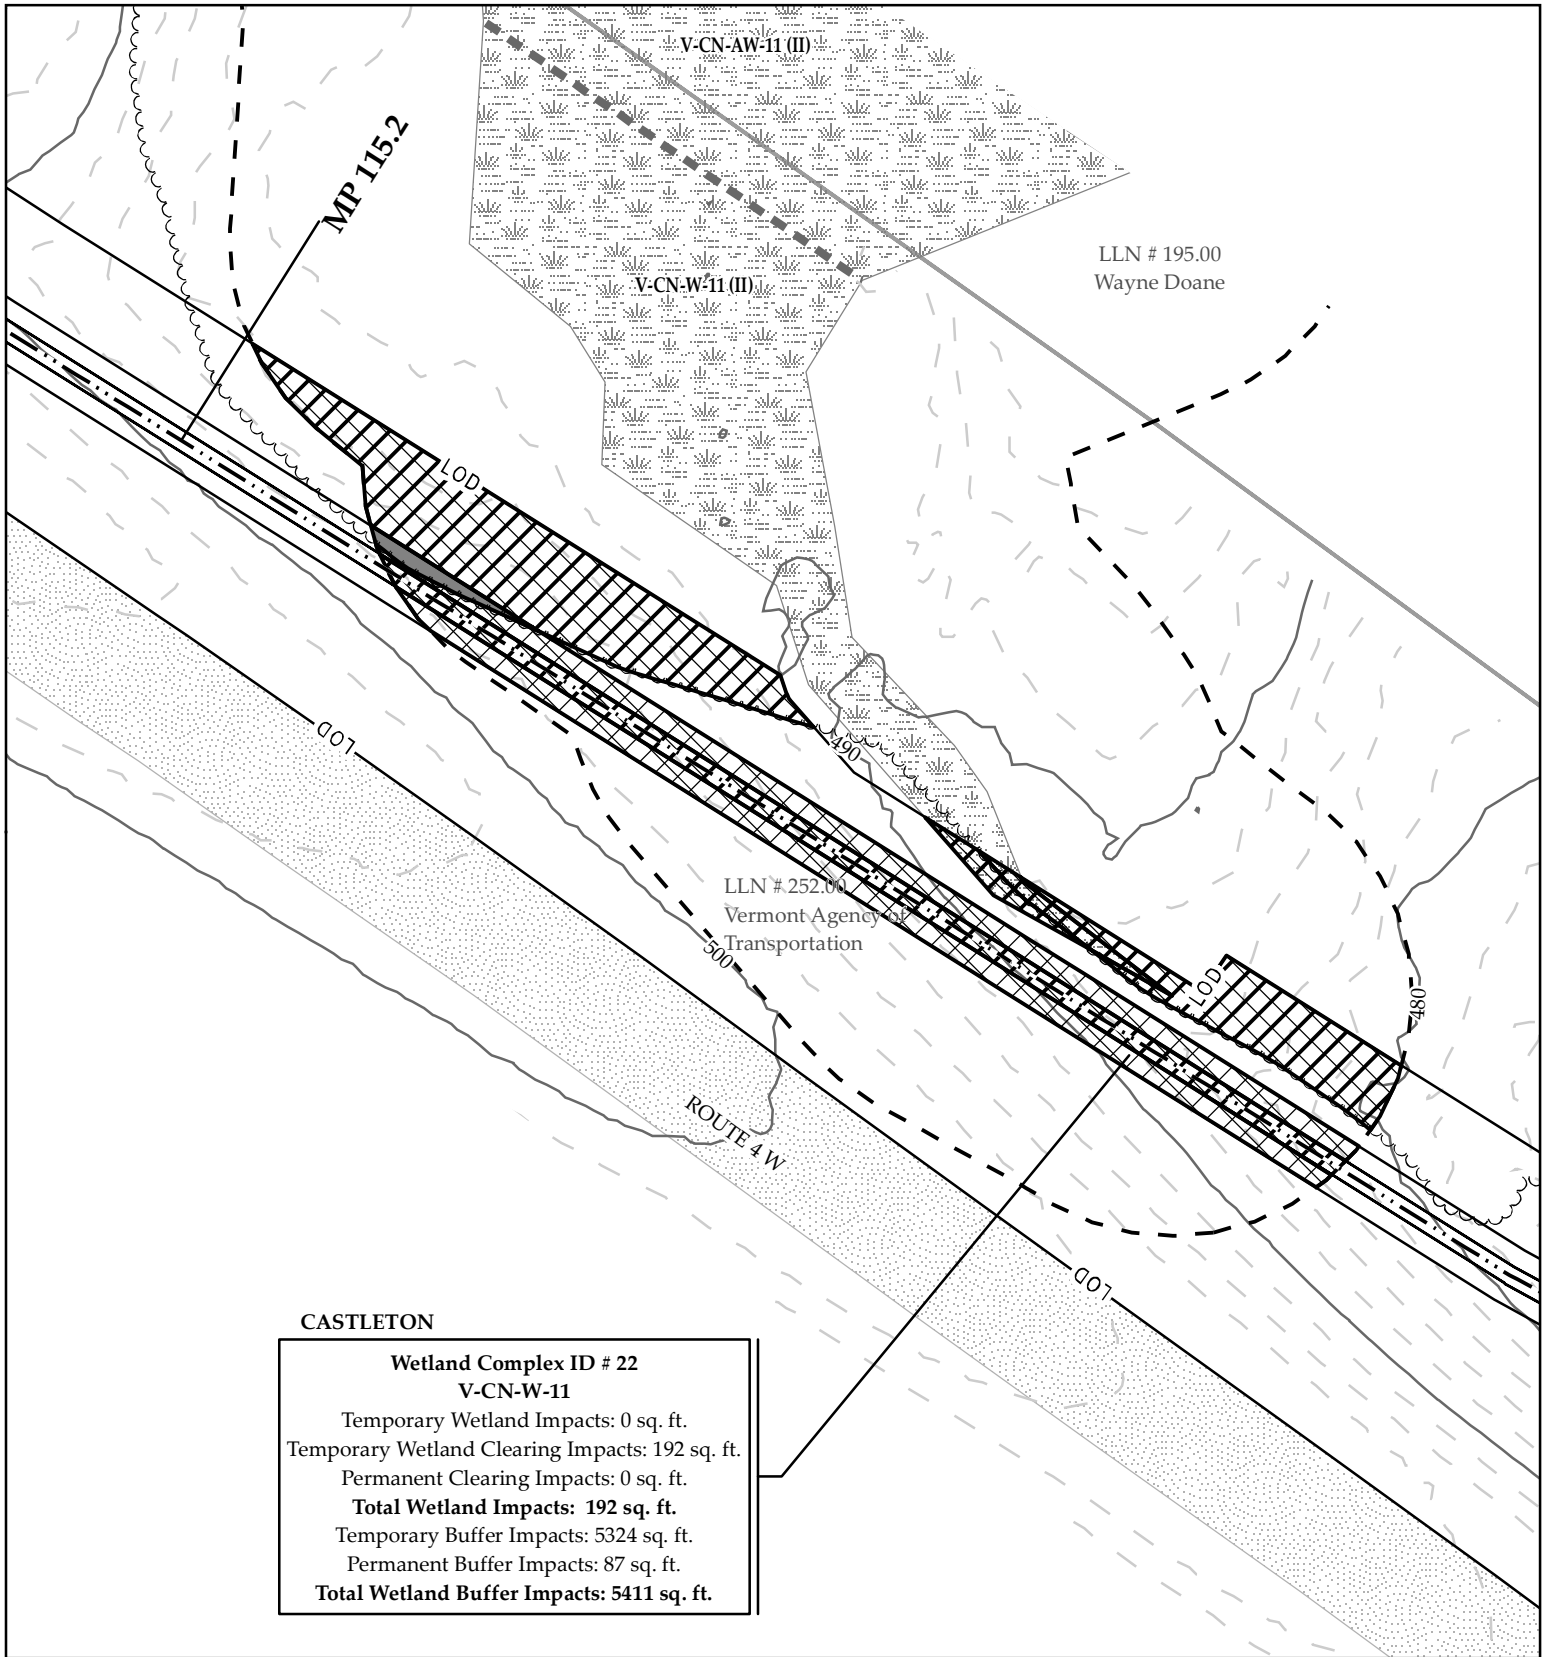 V-CN-AW-11 (II)
MP 115.2
LLN # 195.00
Wayne Doane
V-CN-W-11 (II)
LOD
LOD
490
LLN # 252.00
Vermont Agency of
Transportation
500
LOD
480
ROUTE 4 W
LOD
CASTLETON
Wetland Complex ID # 22
V-CN-W-11
Temporary Wetland Impacts: 0 sq. ft.
Temporary Wetland Clearing Impacts: 192 sq. ft.
Permanent Clearing Impacts: 0 sq. ft.
Total Wetland Impacts: 192 sq. ft.
Temporary Buffer Impacts: 5324 sq. ft.
Permanent Buffer Impacts: 87 sq. ft.
Total Wetland Buffer Impacts: 5411 sq. ft.